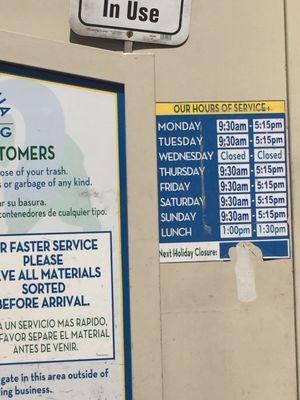 In Use
G
TOMERS
ose of your trash.
s or garbage of any kind.
ar su basura.
contenedores de cualquier tipo.
R FASTER SERVICE
PLEASE
VE ALL MATERIALS
SORTED
BEFORE ARRIVAL.
A UN SERVICIO MAS RAPIDO,
FAVOR SEPARE EL MATERIAL
ANTES DE VENIR.
gate in this area outside of
ing business.
OUR HOURS OF SERVICE:
MONDAY 9:30am - 5:15pm
TUESDAY 9:30am - 5:15pm
WEDNESDAY Closed - Closed
THURSDAY 9:30am - 5:15pm
FRIDAY 9:30am - 5:15pm
SATURDAY 9:30am - 5:15pm
SUNDAY 9:30am - 5:15pm
LUNCH 1:00pm - 1:30pm
Next Holiday Closure: